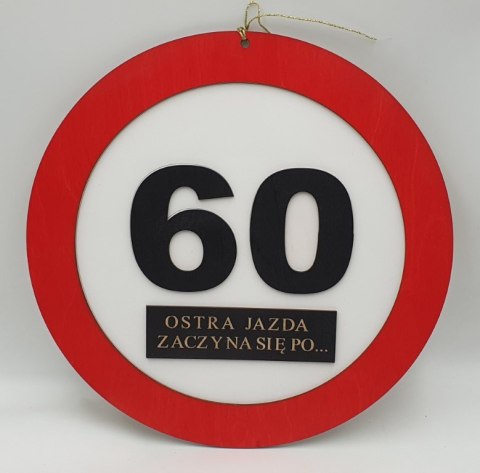 60
OSTRA JAZDA
ZACZYNA SIĘ PO...